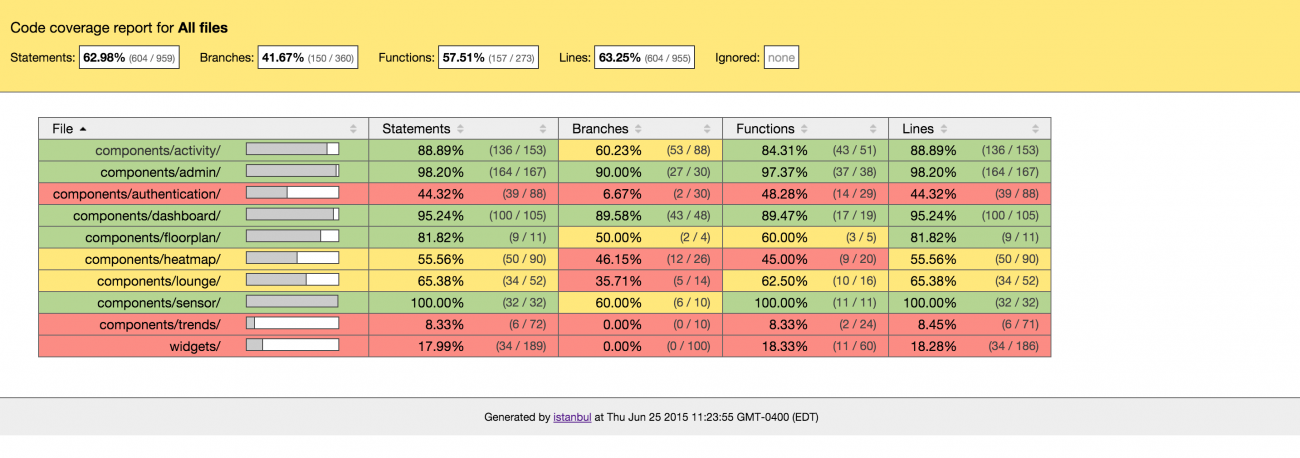 Code coverage report for All files
Statements: 62.98% (604 / 959) Branches: 41.67% (150 / 360) Functions: 57.51% (157 / 273) Lines: 63.25% (604 / 955) Ignored: none
File Statements Branches Functions Lines
components/activity/ 88.89% (136 / 153) 60.23% (53 / 88) 84.31% (43 / 51) 88.89% (136 / 153)
components/admin/ 98.20% (164 / 167) 90.00% (27 / 30) 97.37% (37 / 38) 98.20% (164 / 167)
components/authentication/ 44.32% (39 / 88) 6.67% (2 / 30) 48.28% (14 / 29) 44.32% (39 / 88)
components/dashboard/ 95.24% (100 / 105) 89.58% (43 / 48) 89.47% (17 / 19) 95.24% (100 / 105)
components/floorplan/ 81.82% (9 / 11) 50.00% (2 / 4) 60.00% (3 / 5) 81.82% (9 / 11)
components/heatmap/ 55.56% (50 / 90) 46.15% (12 / 26) 45.00% (9 / 20) 55.56% (50 / 90)
components/lounge/ 65.38% (34 / 52) 35.71% (5 / 14) 62.50% (10 / 16) 65.38% (34 / 52)
components/sensor/ 100.00% (32 / 32) 60.00% (6 / 10) 100.00% (11 / 11) 100.00% (32 / 32)
components/trends/ 8.33% (6 / 72) 0.00% (0 / 10) 8.33% (2 / 24) 8.45% (6 / 71)
widgets/ 17.99% (34 / 189) 0.00% (0 / 100) 18.33% (11 / 60) 18.28% (34 / 186)
Generated by istanbul at Thu Jun 25 2015 11:23:55 GMT-0400 (EDT)